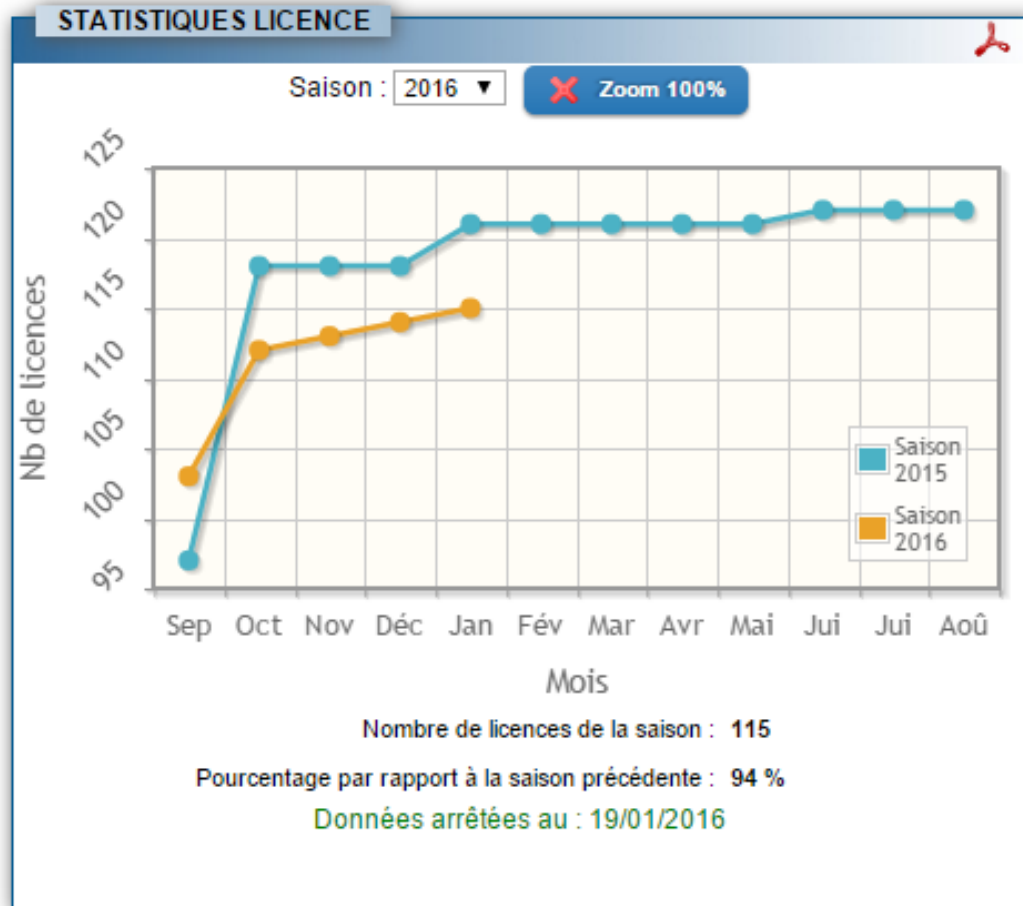 STATISTIQUES LICENCE
Saison : 2016 ▼ Zoom 100%
125
120
115
110
105
100
95
Nb de licences
Saison
2015
Saison
2016
Sep Oct Nov Déc Jan Fév Mar Avr Mai Jui Jui Aoû
Mois
Nombre de licences de la saison : 115
Pourcentage par rapport à la saison précédente : 94 %
Données arrêtées au : 19/01/2016